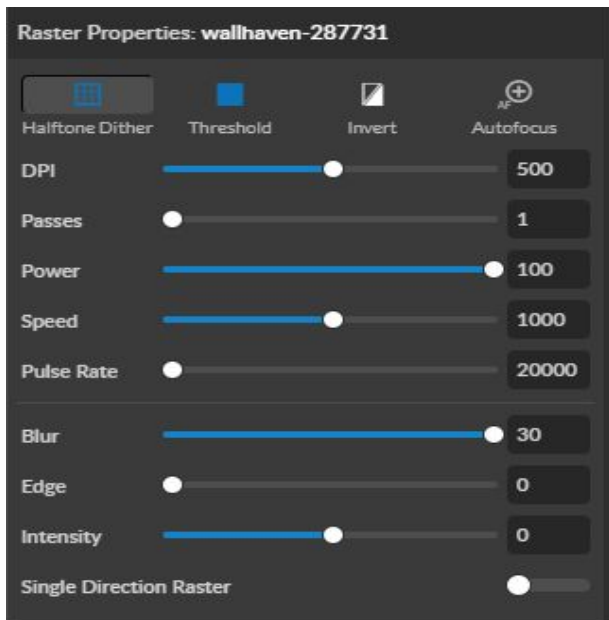 Raster Properties: wallhaven-287731
Halftone Dither Threshold Invert AF Autofocus
DPI 500
Passes 1
Power 100
Speed 1000
Pulse Rate 20000
Blur 30
Edge 0
Intensity 0
Single Direction Raster